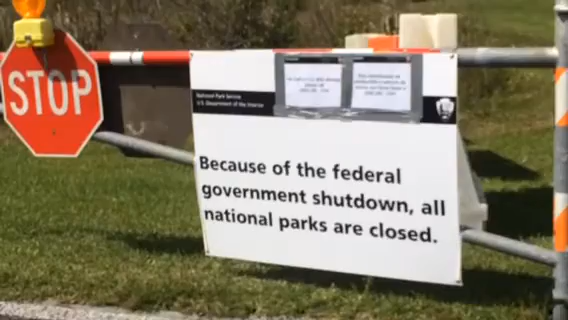 STOP
National Park Service
U.S. Department of the Interior
Because of the federal
government shutdown, all
national parks are closed.